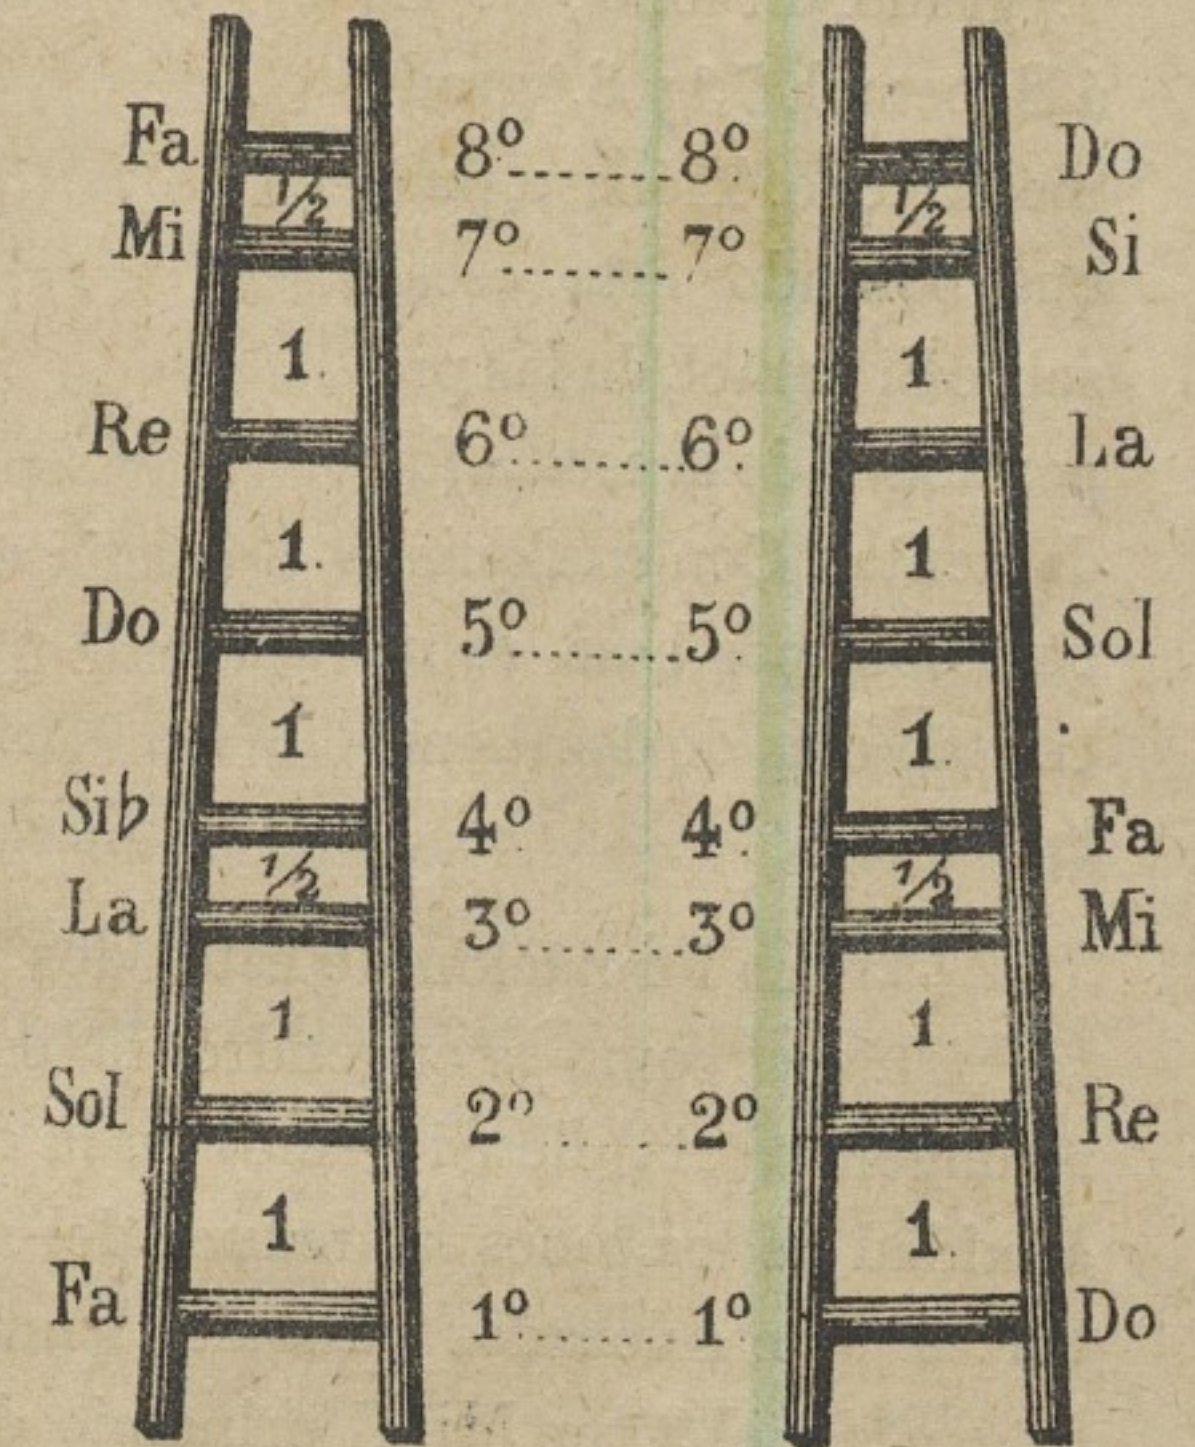 Fa 8º 8º Do
½ ½
Mi 7º 7º Si
1. 1.
Re 6º 6º La
1. 1.
Do 5º 5º Sol
1 1.
Si♭ 4º 4º Fa
½ ½
La 3º 3º Mi
1. 1
Sol 2º 2º Re
1 1.
Fa 1º 1º Do